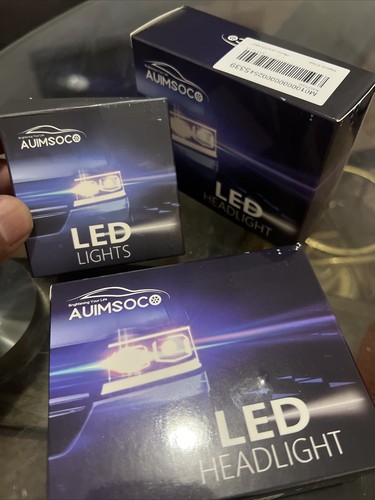 AUIMSOCO
LED
HEADLIGHT
AUIMSOCO
LED
LIGHTS
Brightening Your Life
AUIMSOCO
LED
HEADLIGHT